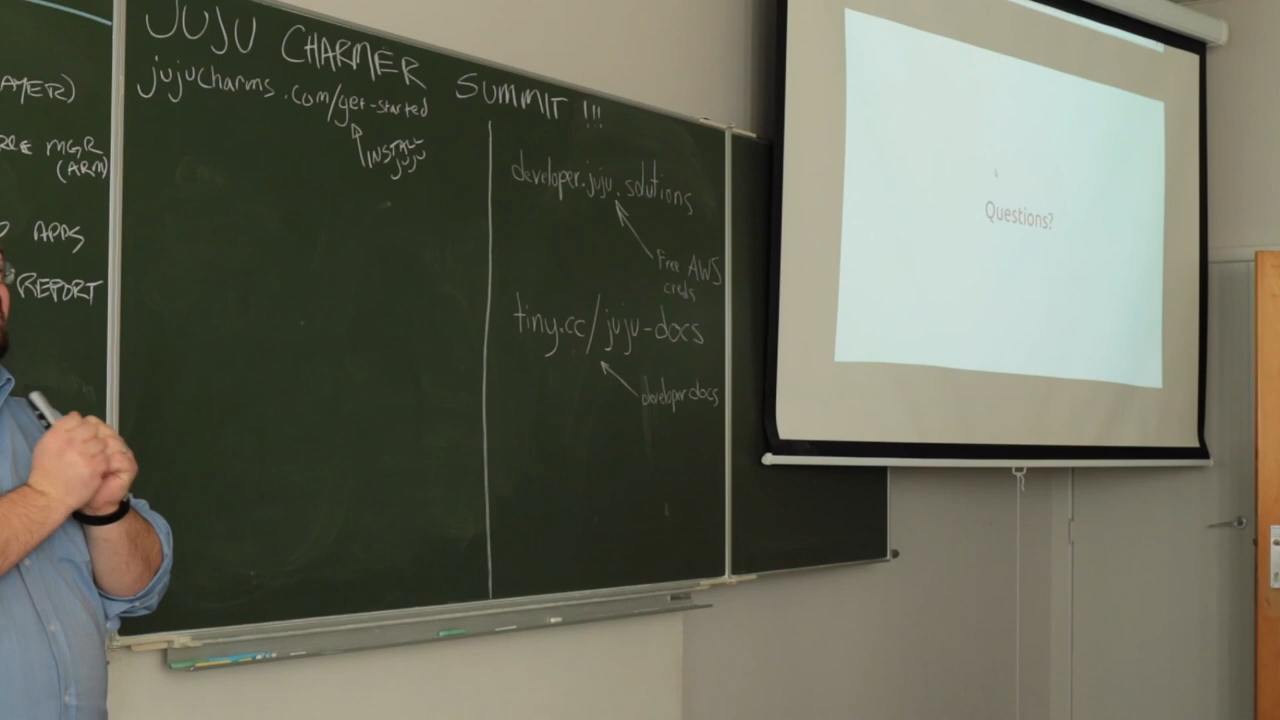 JUJU CHARMER SUMMIT !!!
jujucharms.com/get-started
INSTALL
juju
developer.juju.solutions
Free AWS
creds
tiny.cc/juju-docs
developer docs
MGR
(ARM)
APPS
REPORT
Questions?